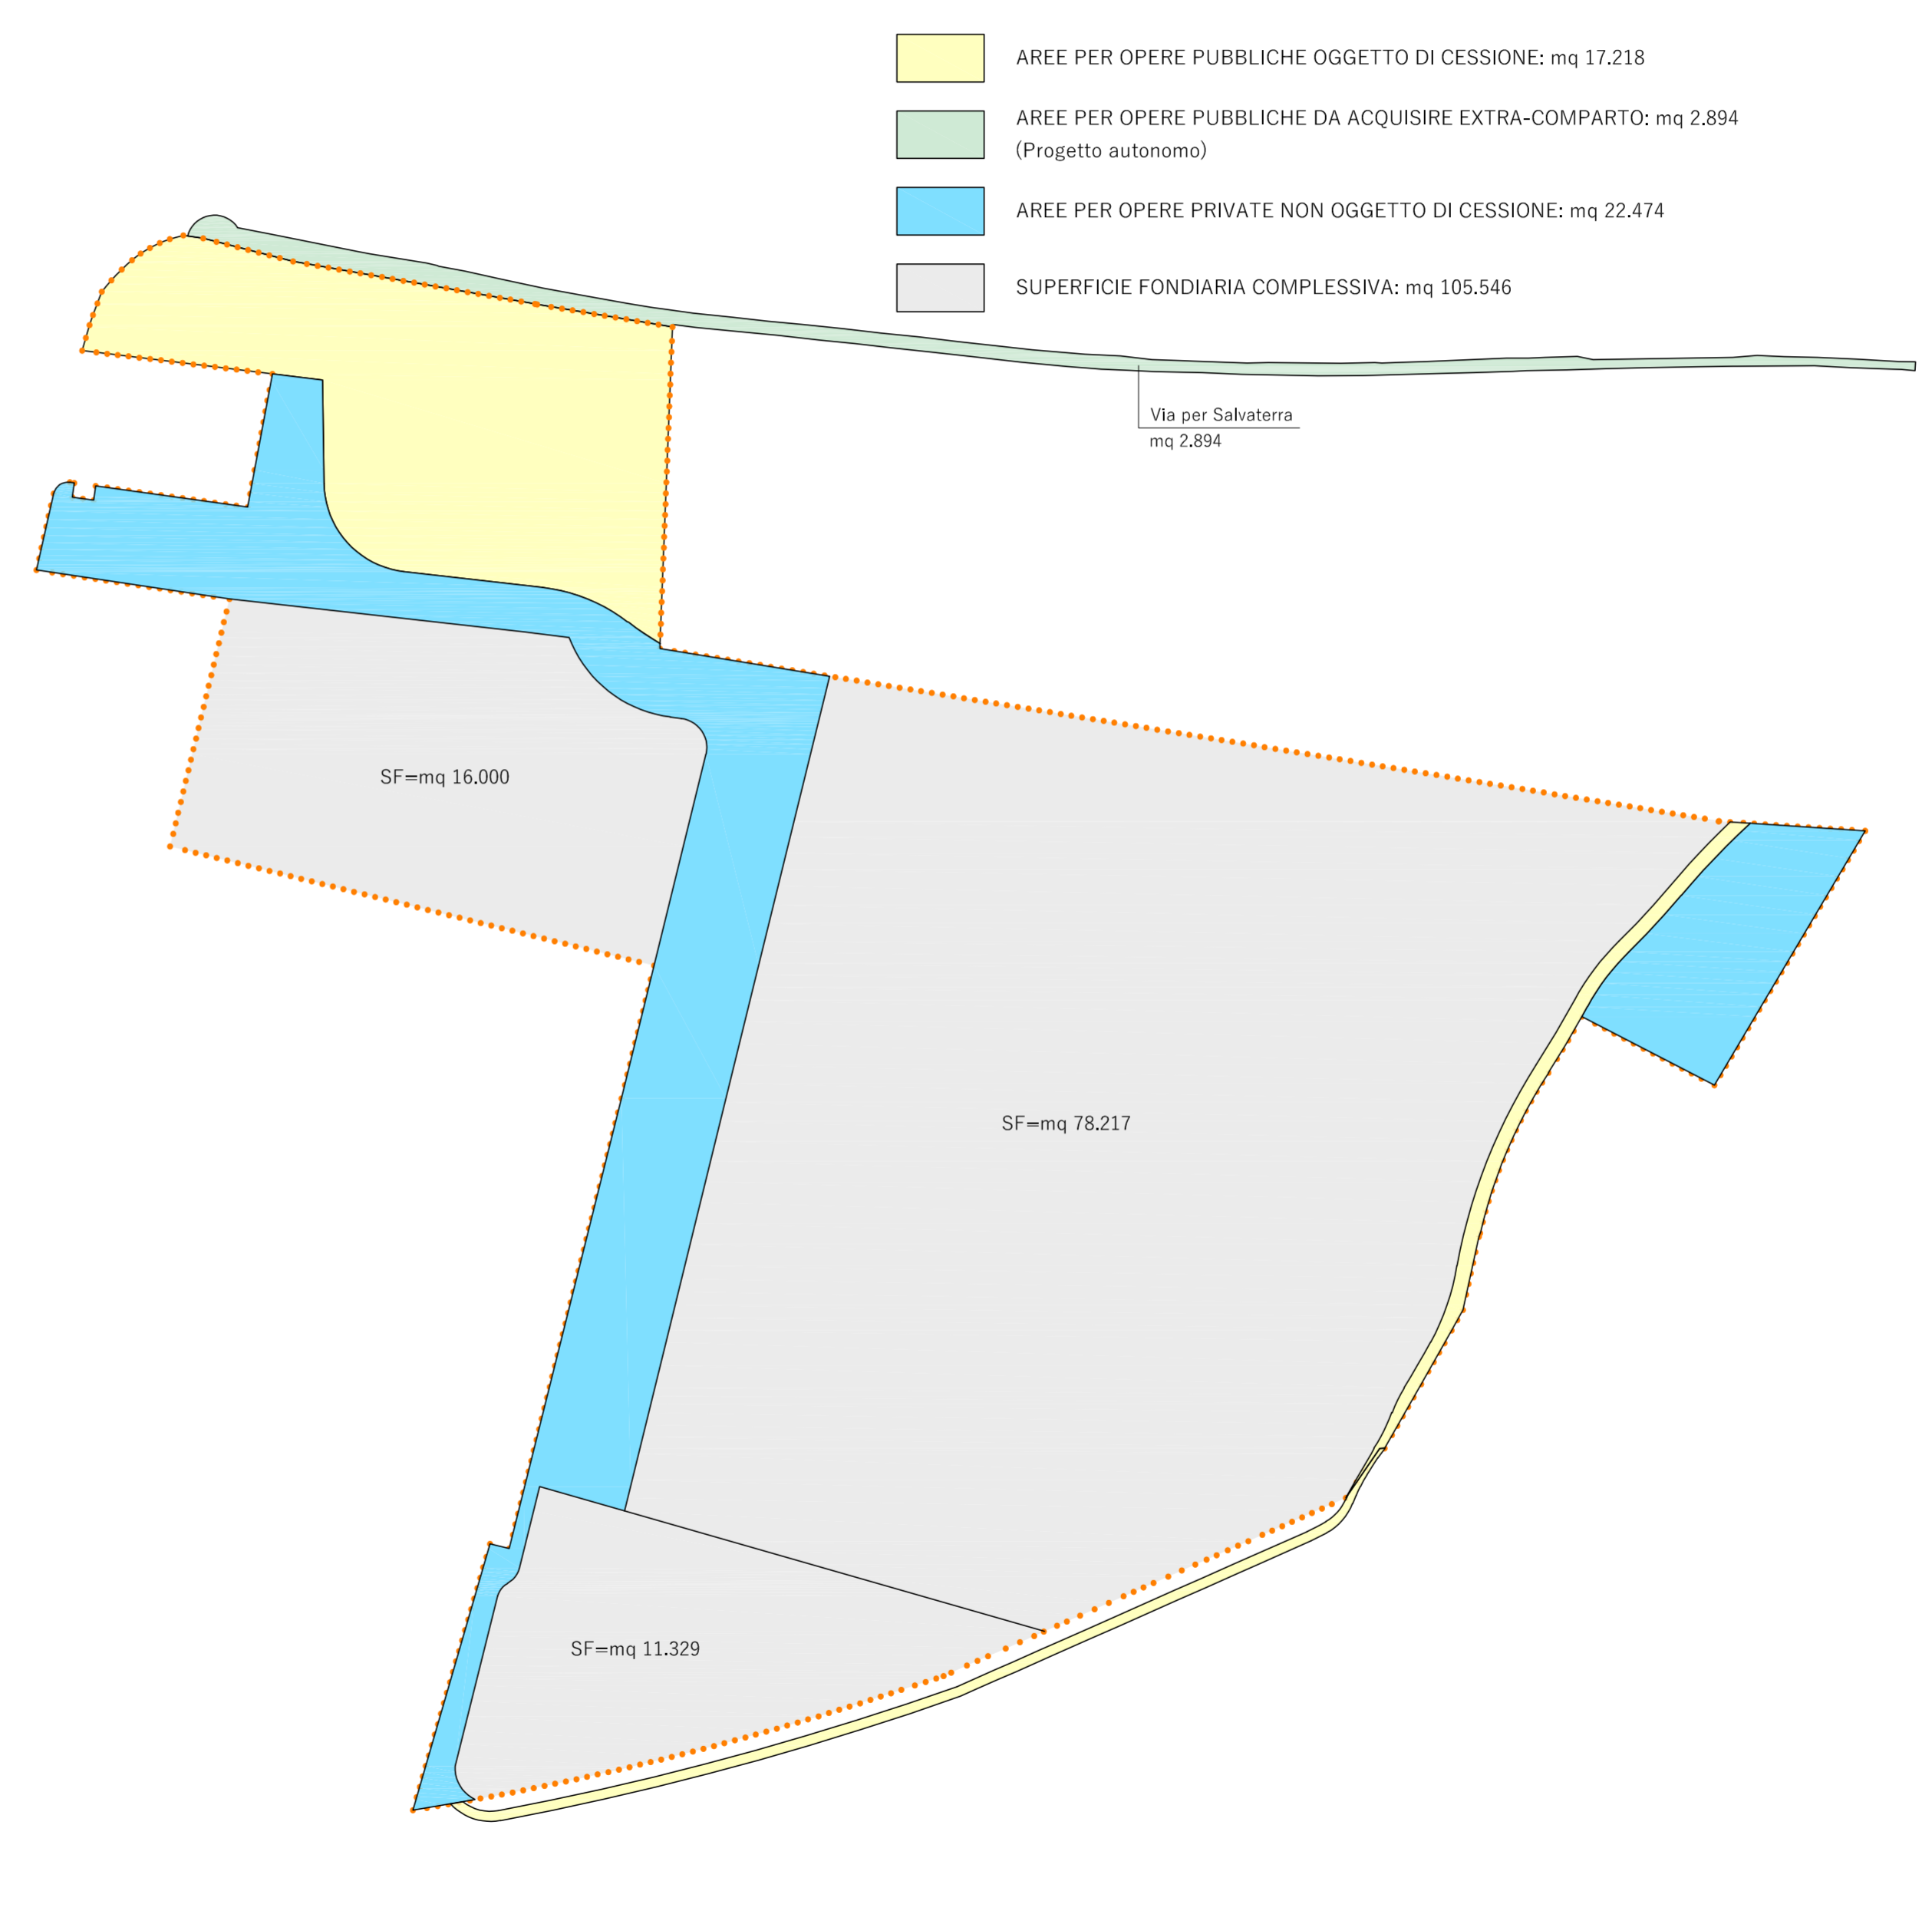 AREE PER OPERE PUBBLICHE OGGETTO DI CESSIONE: mq 17.218
AREE PER OPERE PUBBLICHE DA ACQUISIRE EXTRA-COMPARTO: mq 2.894
(Progetto autonomo)
AREE PER OPERE PRIVATE NON OGGETTO DI CESSIONE: mq 22.474
SUPERFICIE FONDIARIA COMPLESSIVA: mq 105.546
Via per Salvaterra
mq 2.894
SF=mq 16.000
SF=mq 78.217
SF=mq 11.329